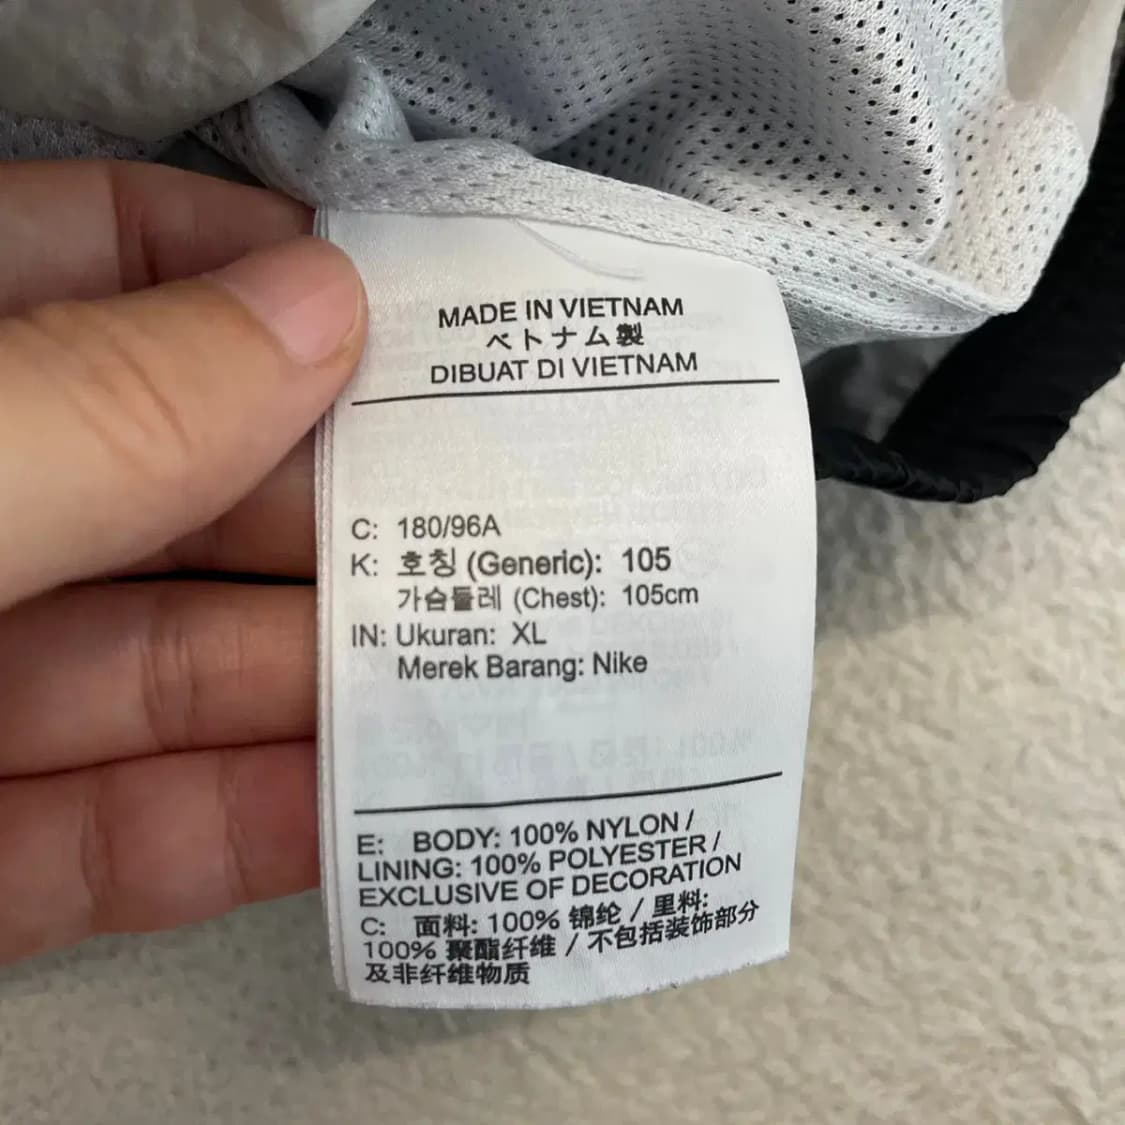 MADE IN VIETNAM
ベトナム製
DIBUAT DI VIETNAM
C: 180/96A
K: 호칭 (Generic): 105
가슴둘레 (Chest): 105cm
IN: Ukuran: XL
Merek Barang: Nike
E: BODY: 100% NYLON /
LINING: 100% POLYESTER /
EXCLUSIVE OF DECORATION
C: 面料: 100% 锦纶 / 里料:
100% 聚酯纤维 / 不包括装饰部分
及非纤维物质